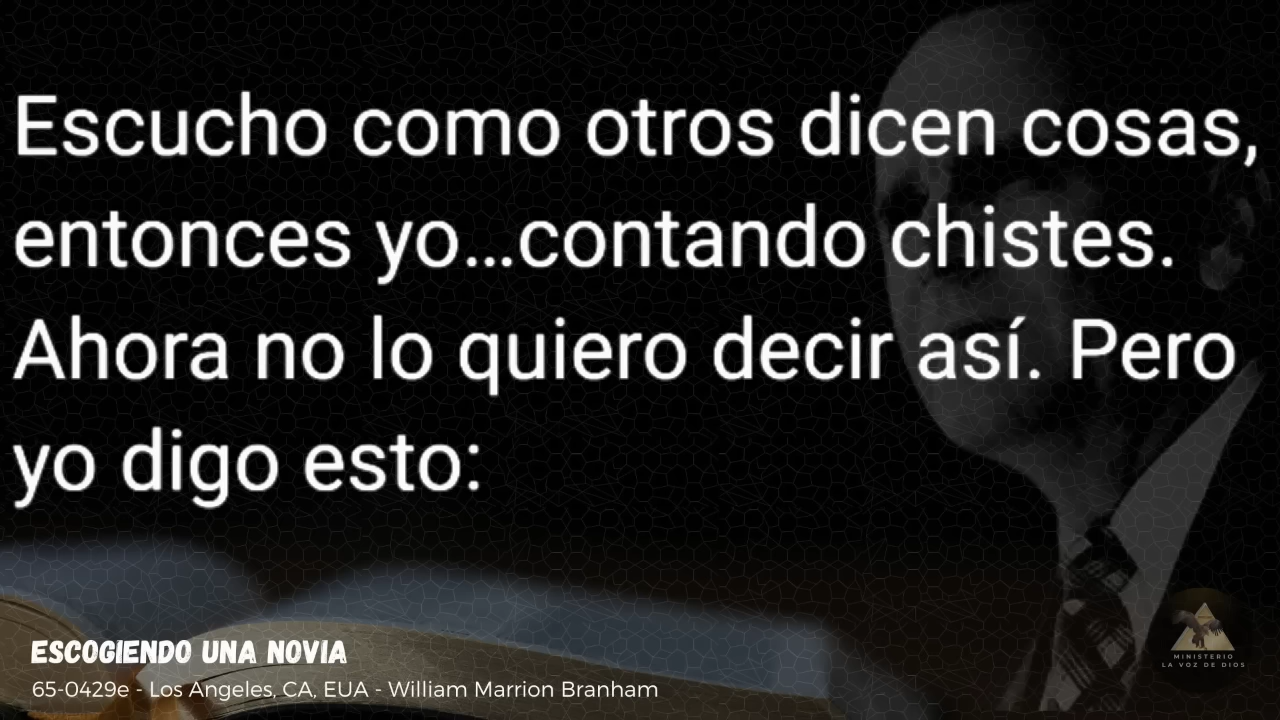 Escucho como otros dicen cosas,
entonces yo...contando chistes.
Ahora no lo quiero decir así. Pero
yo digo esto:
ESCOGIENDO UNA NOVIA
65-0429e - Los Angeles, CA, EUA - William Marrion Branham
MINISTERIO
LA VOZ DE DIOS